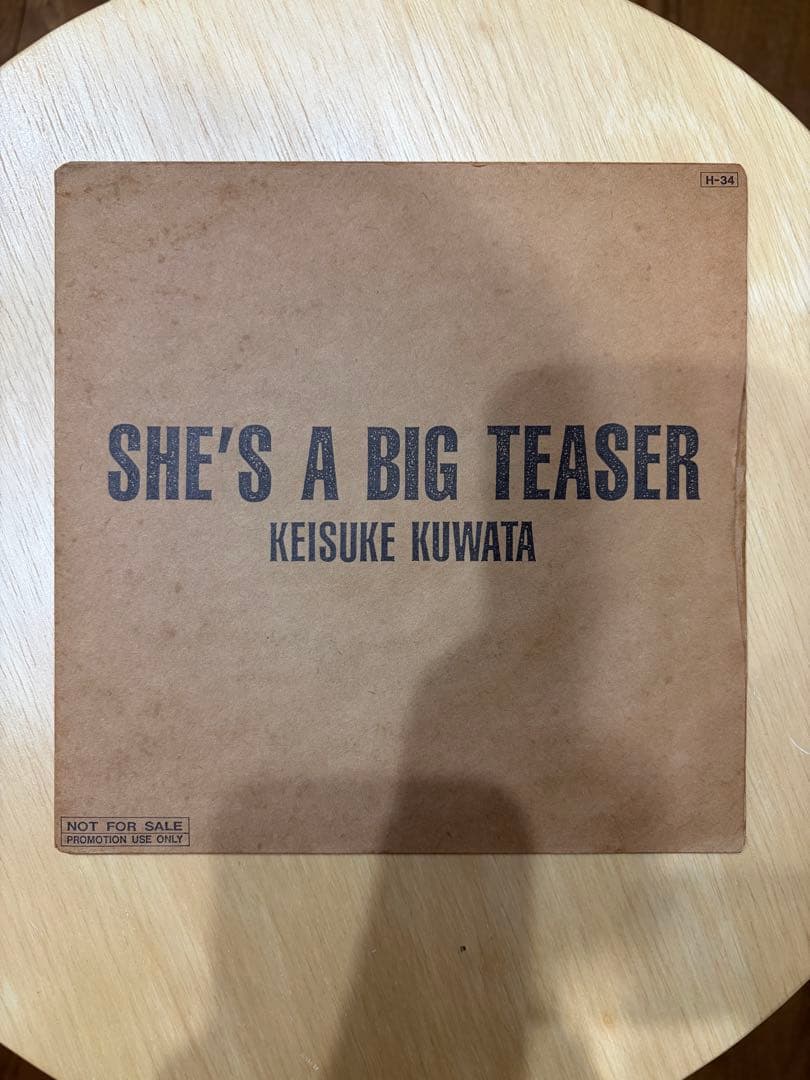 H-34
SHE'S A BIG TEASER
KEISUKE KUWATA
NOT FOR SALE
PROMOTION USE ONLY